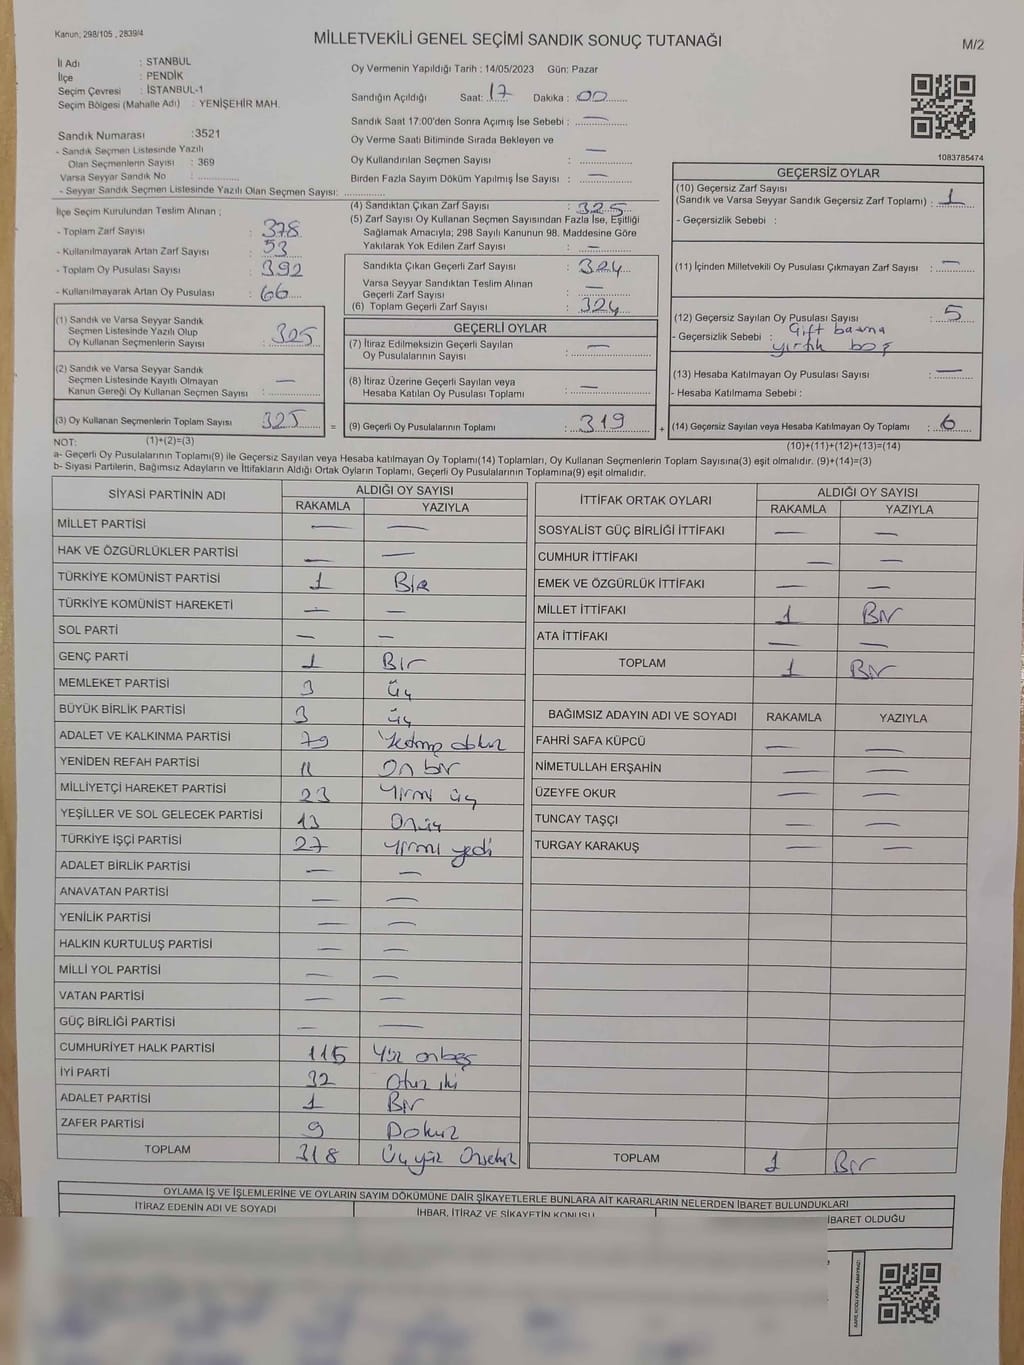 Kanun, 298/105 , 2839/4
MİLLETVEKİLİ GENEL SEÇİMİ SANDIK SONUÇ TUTANAĞI
M/2
İl Adı : STANBUL
İlçe : PENDİK
Seçim Çevresi : İSTANBUL-1
Seçim Bölgesi (Mahalle Adı) : YENİŞEHİR MAH.
Sandık Numarası :3521
- Sandık Seçmen Listesinde Yazılı
Olan Seçmenlerin Sayısı : 369
Varsa Seyyar Sandık No :
- Seyyar Sandık Seçmen Listesinde Yazılı Olan Seçmen Sayısı:
Oy Vermenin Yapıldığı Tarih : 14/05/2023 Gün: Pazar
Sandığın Açıldığı Saat: 17 Dakika : 00
Sandık Saat 17:00'den Sonra Açımış İse Sebebi : —
Oy Verme Saati Bitiminde Sırada Bekleyen ve
Oy Kullandırılan Seçmen Sayısı : —
Birden Fazla Sayım Döküm Yapılmış İse Sayısı : —
1083785474
İlçe Seçim Kurulundan Teslim Alınan ;
- Toplam Zarf Sayısı : 378
- Kullanılmayarak Artan Zarf Sayısı : 53
- Toplam Oy Pusulası Sayısı : 392
- Kullanılmayarak Artan Oy Pusulası : 66
(1) Sandık ve Varsa Seyyar Sandık
Seçmen Listesinde Yazılı Olup
Oy Kullanan Seçmenlerin Sayısı : 325
(2) Sandık ve Varsa Seyyar Sandık
Seçmen Listesinde Kayıtlı Olmayan
Kanun Gereği Oy Kullanan Seçmen Sayısı : —
(3) Oy Kullanan Seçmenlerin Toplam Sayısı : 325
(4) Sandıktan Çıkan Zarf Sayısı : 325
(5) Zarf Sayısı Oy Kullanan Seçmen Sayısından Fazla İse, Eşitliği
Sağlamak Amacıyla; 298 Sayılı Kanunun 98. Maddesine Göre
Yakılarak Yok Edilen Zarf Sayısı : —
Sandıkta Çıkan Geçerli Zarf Sayısı : 324
Varsa Seyyar Sandıktan Teslim Alınan
Geçerli Zarf Sayısı : —
(6) Toplam Geçerli Zarf Sayısı : 324
GEÇERLİ OYLAR
(7) İtiraz Edilmeksizin Geçerli Sayılan
Oy Pusulalarının Sayısı : —
(8) İtiraz Üzerine Geçerli Sayılan veya
Hesaba Katılan Oy Pusulaları Toplamı : —
= (9) Geçerli Oy Pusulalarının Toplamı : 319
GEÇERSİZ OYLAR
(10) Geçersiz Zarf Sayısı
(Sandık ve Varsa Seyyar Sandık Geçersiz Zarf Toplamı) : 1
- Geçersizlik Sebebi :
(11) İçinden Milletvekili Oy Pusulası Çıkmayan Zarf Sayısı : —
(12) Geçersiz Sayılan Oy Pusulası Sayısı : 5
- Geçersizlik Sebebi : Çift basma
yırtık boş
(13) Hesaba Katılmayan Oy Pusulası Sayısı : —
- Hesaba Katılmama Sebebi :
+ (14) Geçersiz Sayılan veya Hesaba Katılmayan Oy Toplamı : 6
NOT: (1)+(2)=(3)
(10)+(11)+(12)+(13)=(14)
a- Geçerli Oy Pusulasının Toplamı(9) ile Geçersiz Sayılan veya Hesaba katılmayan Oy Toplamı(14) Toplamları, Oy Kullanan Seçmenlerin Toplam Sayısına(3) eşit olmalıdır. (9)+(14)=(3)
b- Siyasi Partilerin, Bağımsız Adayların ve İttifakların Aldığı Ortak Oyların Toplamı, Geçerli Oy Pusulasının Toplamına(9) eşit olmalıdır.
SİYASİ PARTİNİN ADI ALDIĞI OY SAYISI
RAKAMLA YAZIYLA
MİLLET PARTİSİ — —
HAK VE ÖZGÜRLÜKLER PARTİSİ — —
TÜRKİYE KOMÜNİST PARTİSİ 1 Bir
TÜRKİYE KOMÜNİST HAREKETİ — —
SOL PARTİ — —
GENÇ PARTİ 1 Bir
MEMLEKET PARTİSİ 3 üç
BÜYÜK BİRLİK PARTİSİ 3 üç
ADALET VE KALKINMA PARTİSİ 79 Yetmiş dokuz
YENİDEN REFAH PARTİSİ 11 On bir
MİLLİYETÇİ HAREKET PARTİSİ 23 Yirmi üç
YEŞİLLER VE SOL GELECEK PARTİSİ 13 Onüç
TÜRKİYE İŞÇİ PARTİSİ 27 Yirmi yedi
ADALET BİRLİK PARTİSİ — —
ANAVATAN PARTİSİ — —
YENİLİK PARTİSİ — —
HALKIN KURTULUŞ PARTİSİ — —
MİLLİ YOL PARTİSİ — —
VATAN PARTİSİ — —
GÜÇ BİRLİĞİ PARTİSİ — —
CUMHURİYET HALK PARTİSİ 115 Yüz onbeş
İYİ PARTİ 32 Otuz iki
ADALET PARTİSİ 1 Bir
ZAFER PARTİSİ 9 Dokuz
TOPLAM 318 Üçyüz Onsekiz
İTTİFAK ORTAK OYLARI ALDIĞI OY SAYISI
RAKAMLA YAZIYLA
SOSYALİST GÜÇ BİRLİĞİ İTTİFAKI — —
CUMHUR İTTİFAKI — —
EMEK VE ÖZGÜRLÜK İTTİFAKI — —
MİLLET İTTİFAKI 1 Bir
ATA İTTİFAKI — —
TOPLAM 1 Bir
BAĞIMSIZ ADAYIN ADI VE SOYADI RAKAMLA YAZIYLA
FAHRİ SAFA KÜPCÜ — —
NİMETULLAH ERŞAHİN — —
ÜZEYFE OKUR — —
TUNCAY TAŞÇI — —
TURGAY KARAKUŞ — —
TOPLAM 1 Bir
OYLAMA İŞ VE İŞLEMLERİNE VE OYLARIN SAYIM DÖKÜMÜNE DAİR ŞİKAYETLERLE BUNLARA AİT KARARLARIN NELERDEN İBARET BULUNDUKLARI
İTİRAZ EDENİN ADI VE SOYADI
İHBAR, İTİRAZ VE ŞİKAYETİN KONUSU
İBARET OLDUĞU
KARE KODU KARALAMAYINIZ!